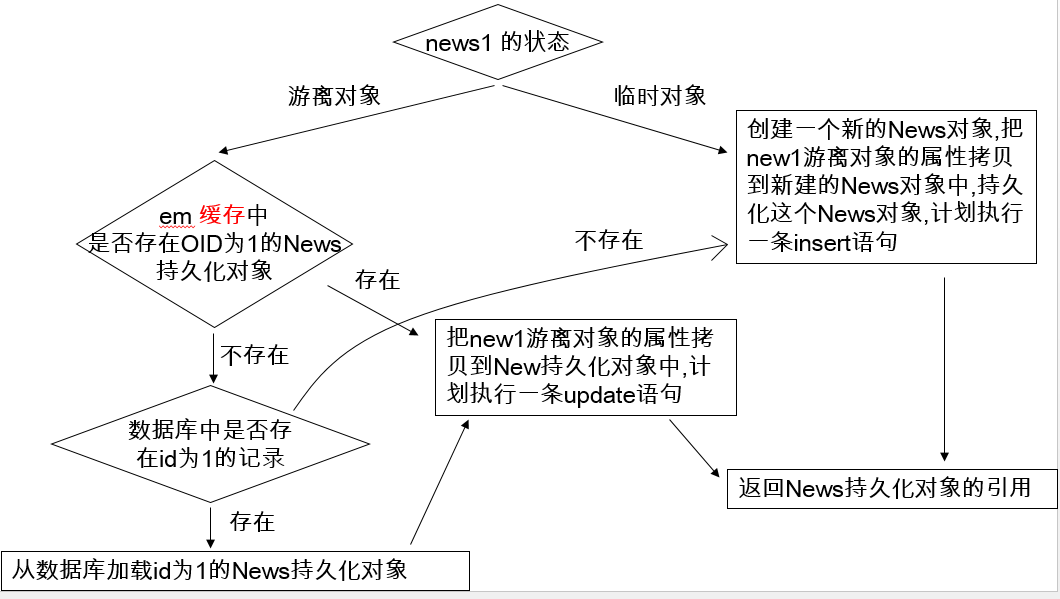 news1 的状态
游离对象
临时对象
创建一个新的News对象,把
new1游离对象的属性拷贝
到新建的News对象中,持久
化这个News对象,计划执行
一条insert语句
em 缓存中
是否存在OID为1的News
持久化对象
不存在
存在
把new1游离对象的属性拷
贝到New持久化对象中,计
划执行一条update语句
不存在
数据库中是否存
在id为1的记录
返回News持久化对象的引用
存在
从数据库加载id为1的News持久化对象